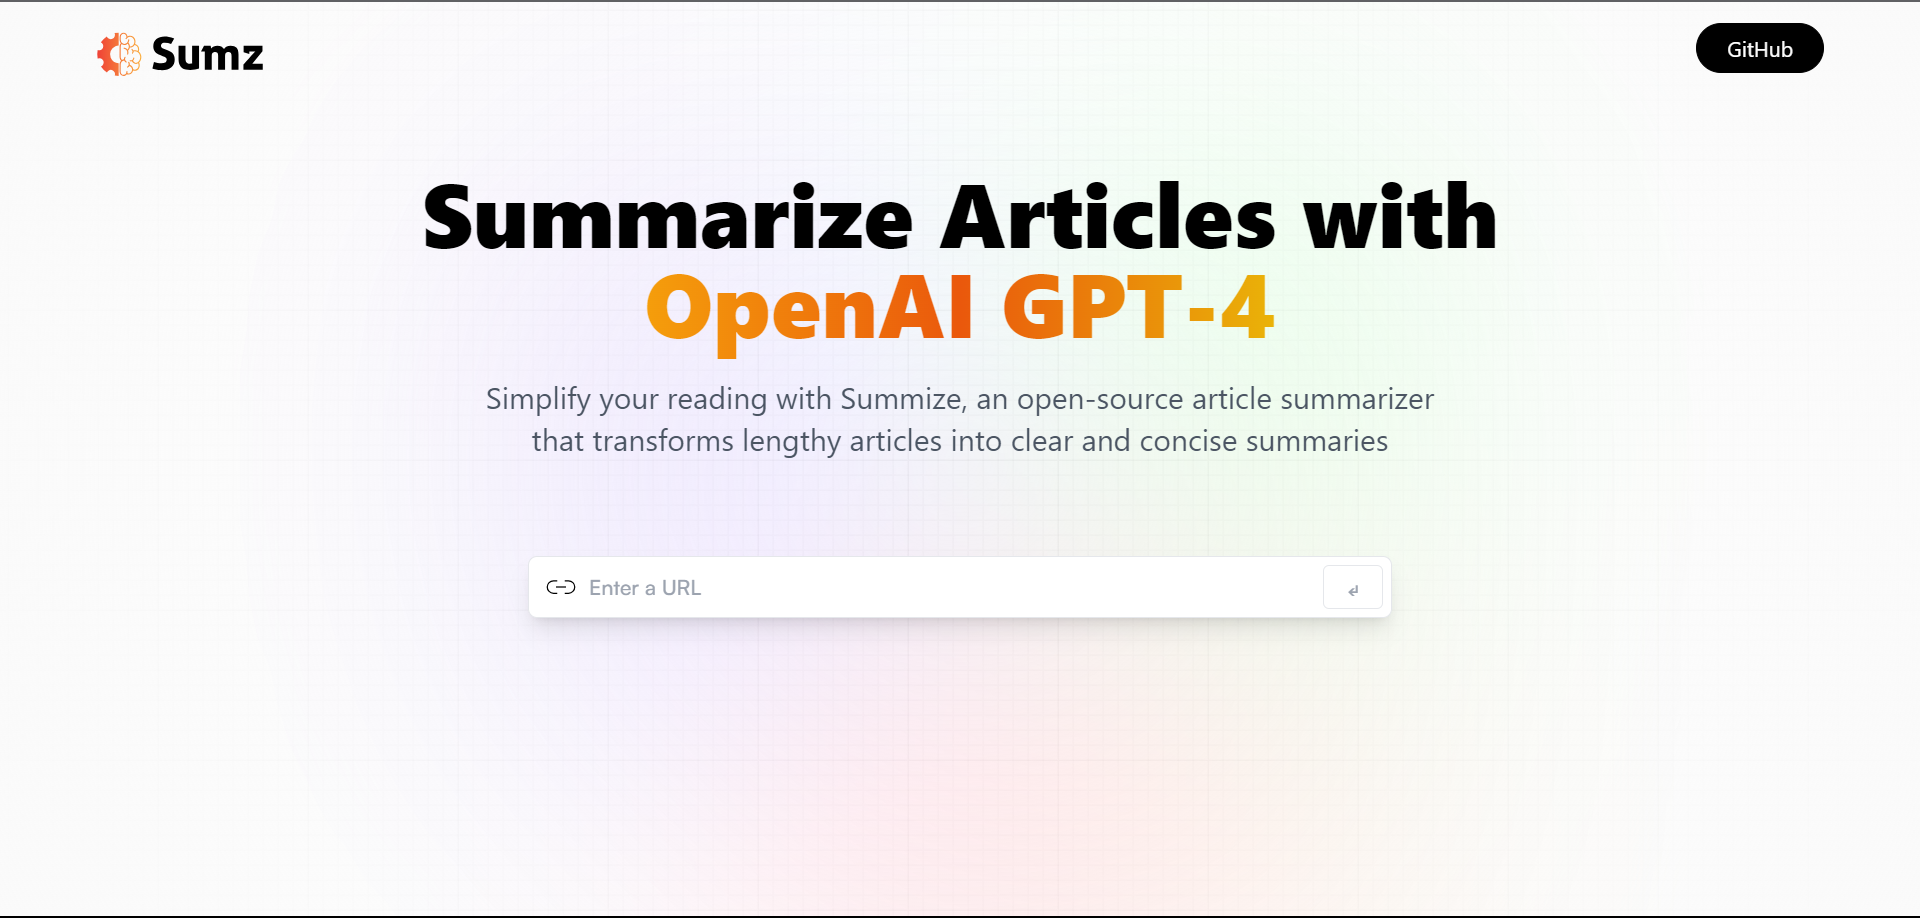 Sumz
GitHub
Summarize Articles with
OpenAI GPT-4
Simplify your reading with Summize, an open-source article summarizer
that transforms lengthy articles into clear and concise summaries
Enter a URL
↲